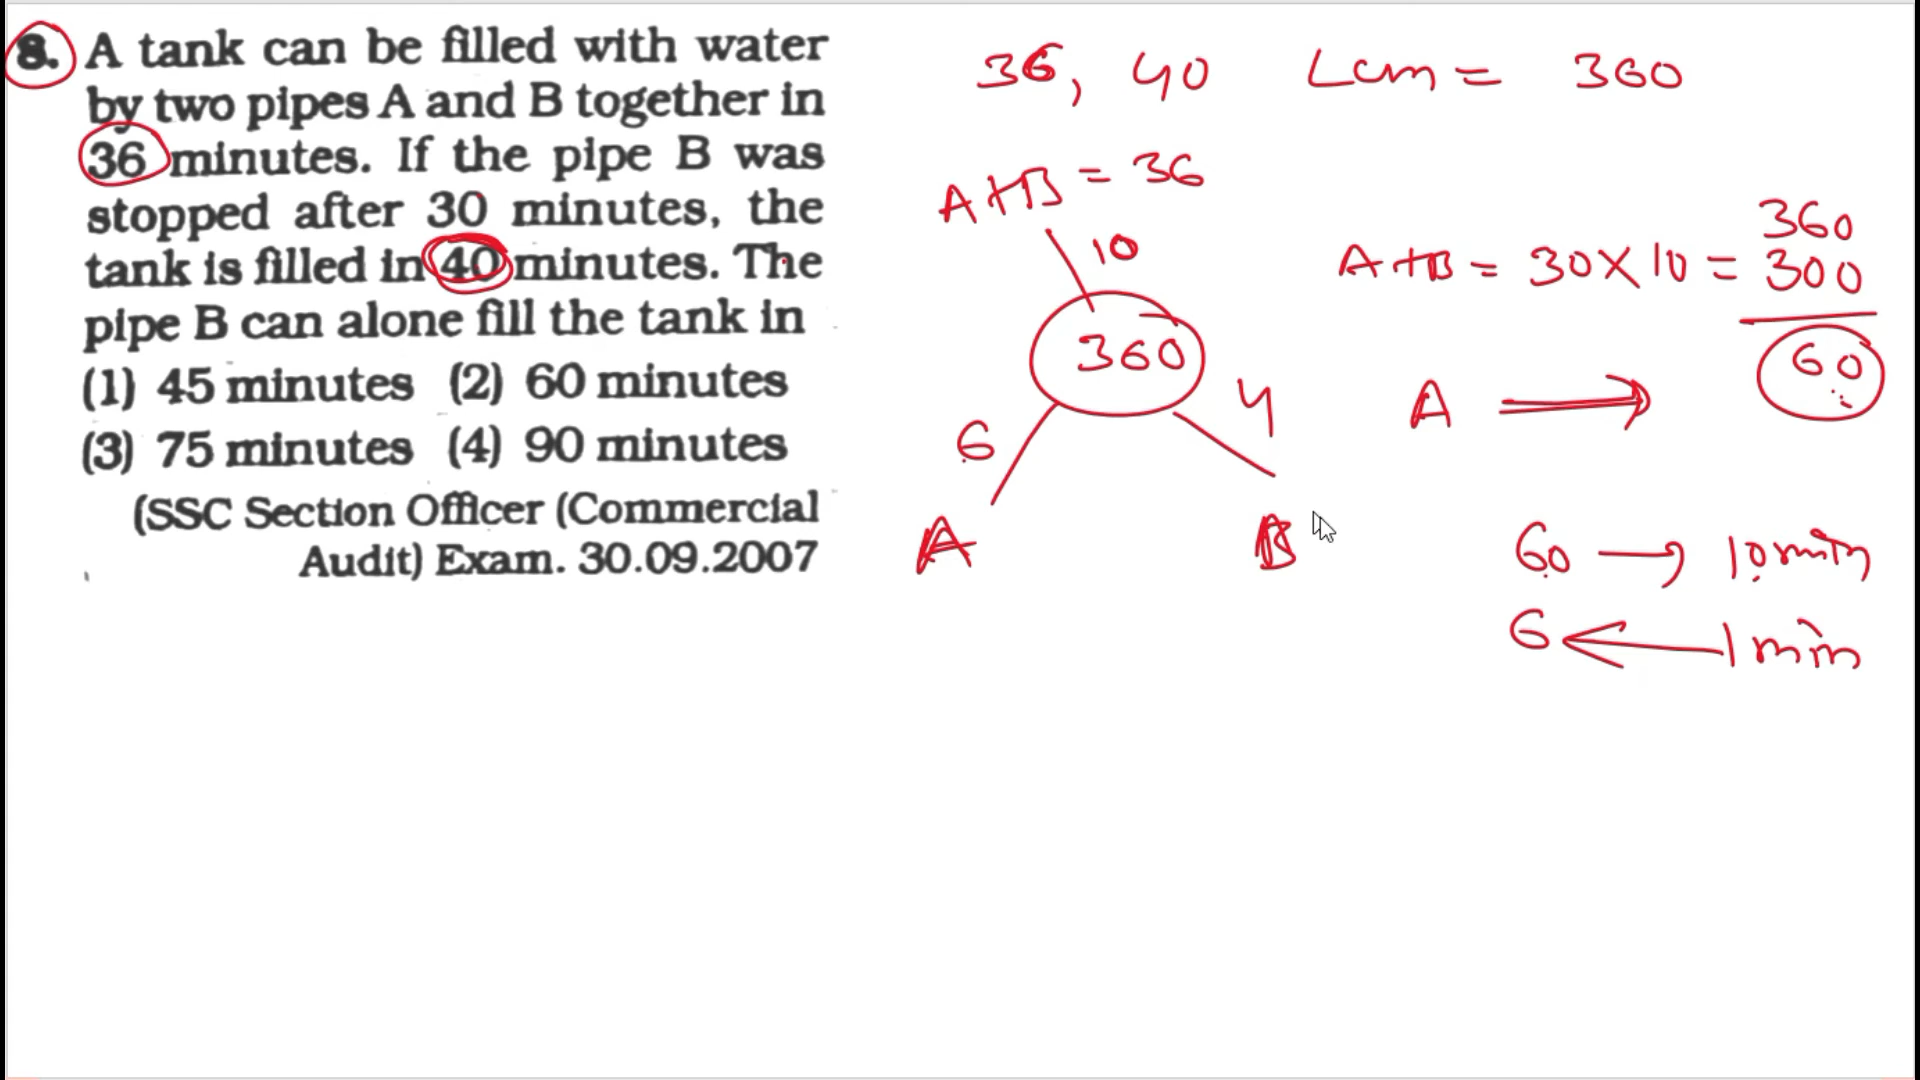 8. A tank can be filled with water
by two pipes A and B together in
36 minutes. If the pipe B was
stopped after 30 minutes, the
tank is filled in 40 minutes. The
pipe B can alone fill the tank in
(1) 45 minutes (2) 60 minutes
(3) 75 minutes (4) 90 minutes
(SSC Section Officer (Commercial
Audit) Exam. 30.09.2007
36, 40 Lcm = 360
A+B = 36
10
360
6
4
A
B
360
A+B = 30×10 = 300
60
A
60 → 10 min
6 ← 1 min